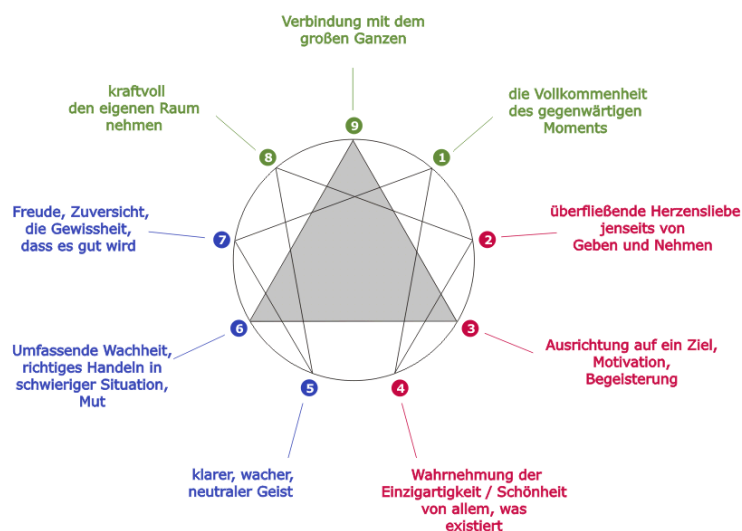 Verbindung mit dem
großen Ganzen
9
kraftvoll
den eigenen Raum
nehmen
8
die Vollkommenheit
des gegenwärtigen
Moments
1
Freude, Zuversicht,
die Gewissheit,
dass es gut wird
7
überfließende Herzensliebe
jenseits von
Geben und Nehmen
2
Umfassende Wachheit,
richtiges Handeln in
schwieriger Situation,
Mut
6
Ausrichtung auf ein Ziel,
Motivation,
Begeisterung
3
klarer, wacher,
neutraler Geist
5
Wahrnehmung der
Einzigartigkeit / Schönheit
von allem, was
existiert
4